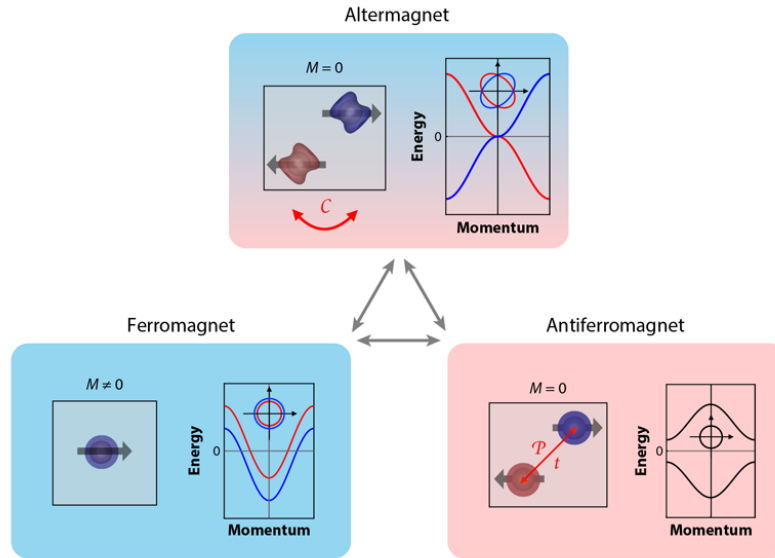 Altermagnet
M = 0
C
Energy
0
Momentum
Ferromagnet
M ≠ 0
Energy
0
Momentum
Antiferromagnet
M = 0
P
t
Energy
0
Momentum